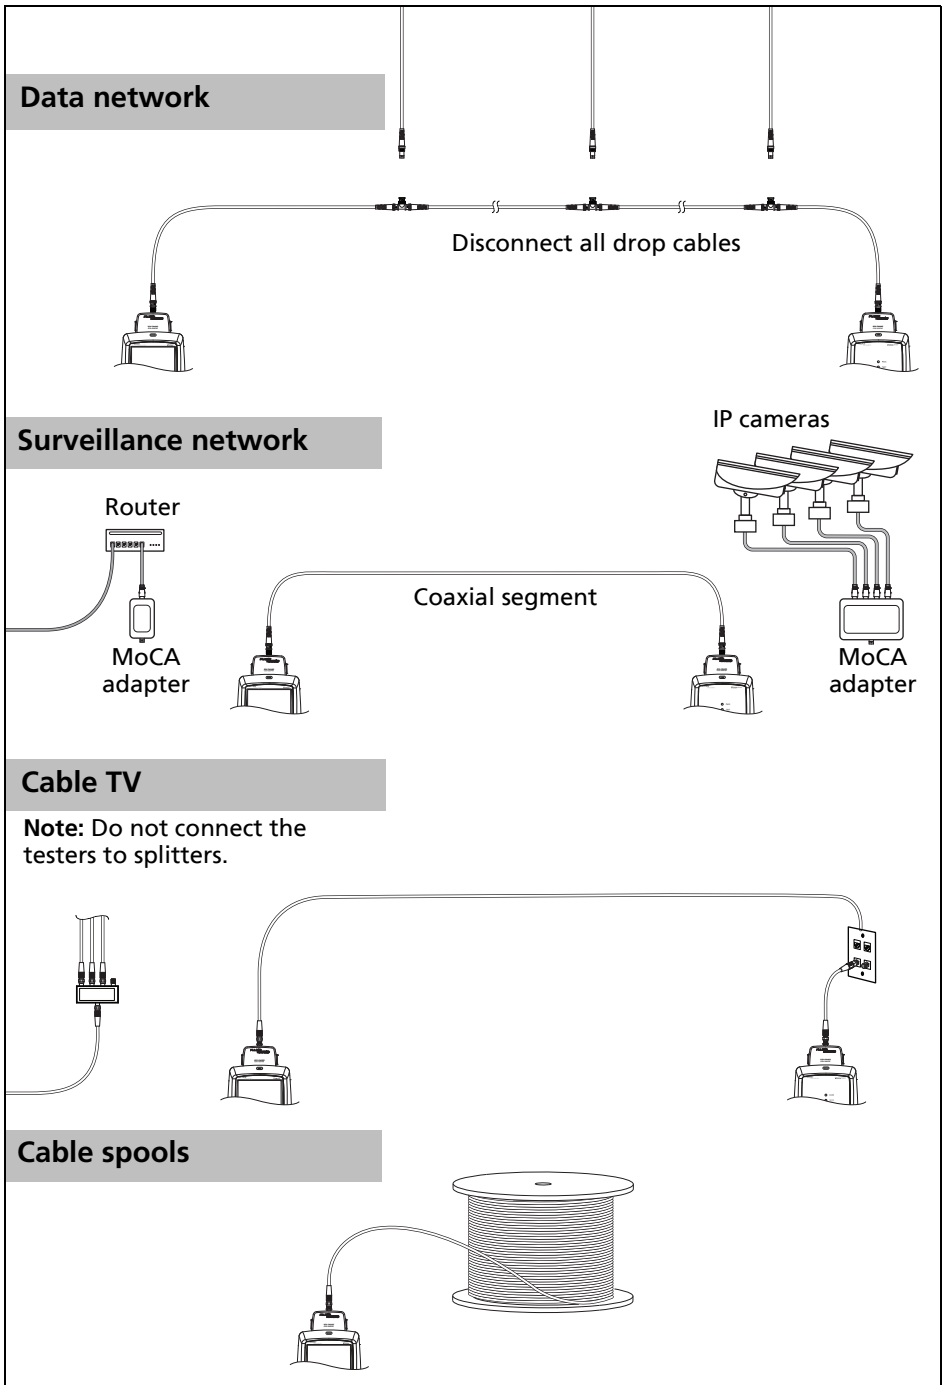 Data network
Disconnect all drop cables
Surveillance network
IP cameras
Router
Coaxial segment
MoCA
adapter
MoCA
adapter
Cable TV
Note: Do not connect the
testers to splitters.
Cable spools